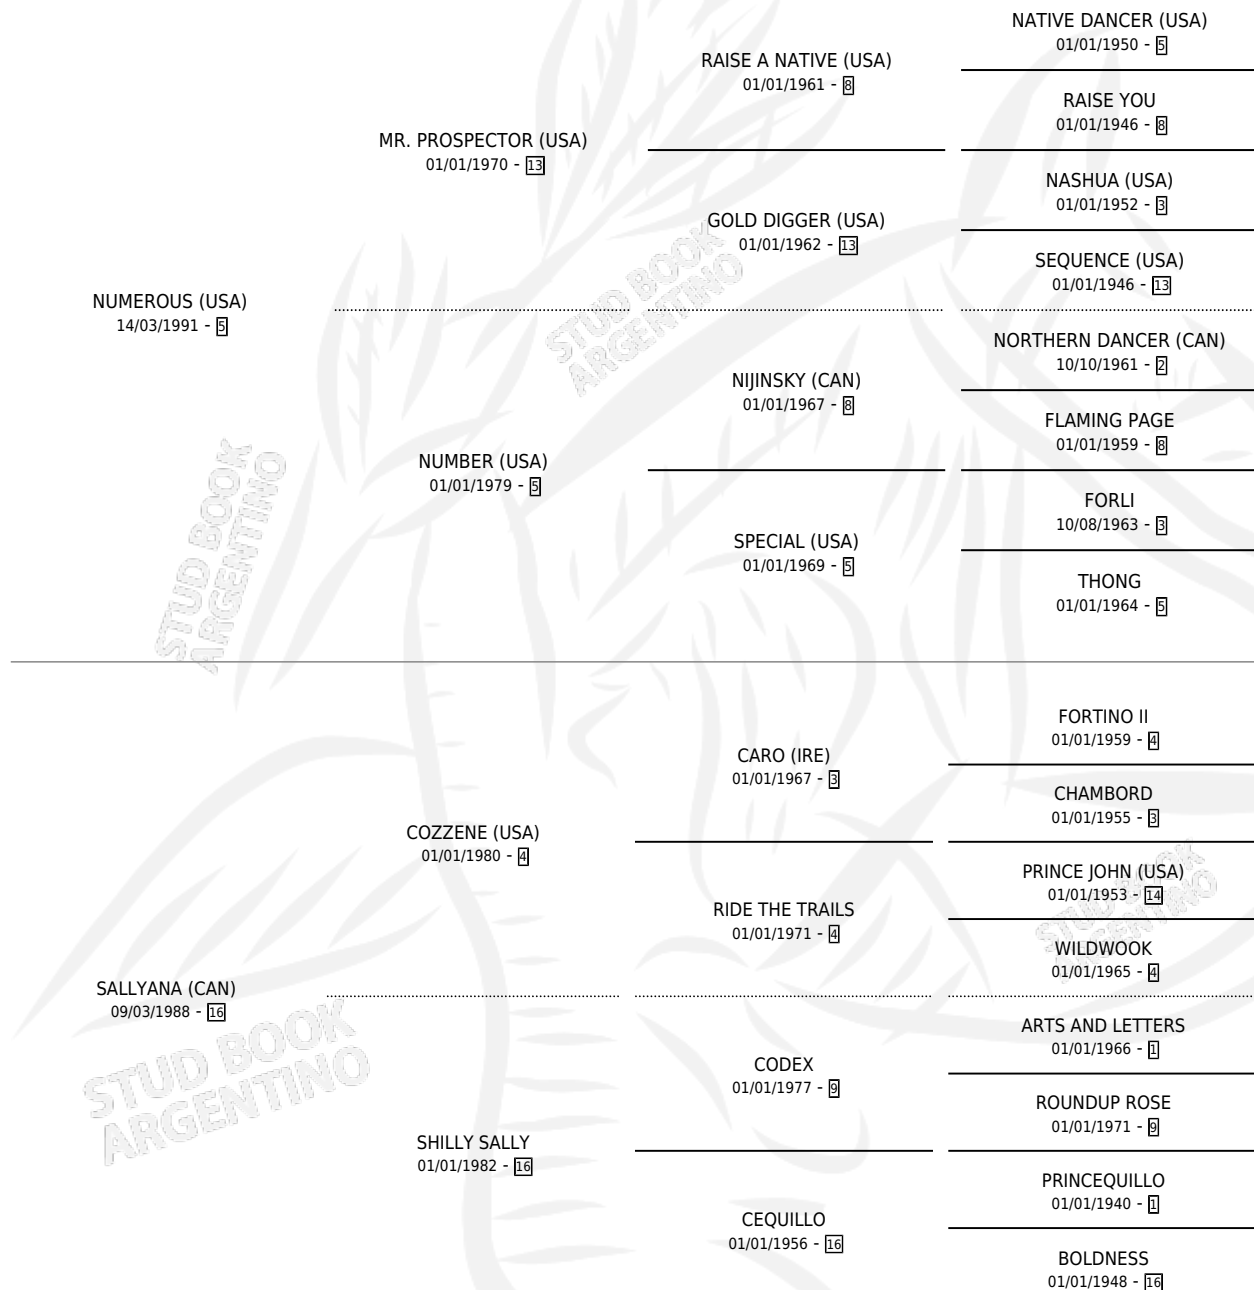 NUMEROUS (USA)
14/03/1991 - 5
MR. PROSPECTOR (USA)
01/01/1970 - 13
RAISE A NATIVE (USA)
01/01/1961 - 8
NATIVE DANCER (USA)
01/01/1950 - 5
RAISE YOU
01/01/1946 - 8
GOLD DIGGER (USA)
01/01/1962 - 13
NASHUA (USA)
01/01/1952 - 3
SEQUENCE (USA)
01/01/1946 - 13
NUMBER (USA)
01/01/1979 - 5
NIJINSKY (CAN)
01/01/1967 - 8
NORTHERN DANCER (CAN)
10/10/1961 - 2
FLAMING PAGE
01/01/1959 - 8
SPECIAL (USA)
01/01/1969 - 5
FORLI
10/08/1963 - 3
THONG
01/01/1964 - 5
SALLYANA (CAN)
09/03/1988 - 16
COZZENE (USA)
01/01/1980 - 4
CARO (IRE)
01/01/1967 - 3
FORTINO II
01/01/1959 - 4
CHAMBORD
01/01/1955 - 3
RIDE THE TRAILS
01/01/1971 - 4
PRINCE JOHN (USA)
01/01/1953 - 14
WILDWOOK
01/01/1965 - 4
SHILLY SALLY
01/01/1982 - 16
CODEX
01/01/1977 - 9
ARTS AND LETTERS
01/01/1966 - 1
ROUNDUP ROSE
01/01/1971 - 9
CEQUILLO
01/01/1956 - 16
PRINCEQUILLO
01/01/1940 - 1
BOLDNESS
01/01/1948 - 16
STUD BOOK
ARGENTINO
STUD BOOK
ARGENTINO
STUD BOOK
ARGENTINO
STUD BOOK
ARGENTINO